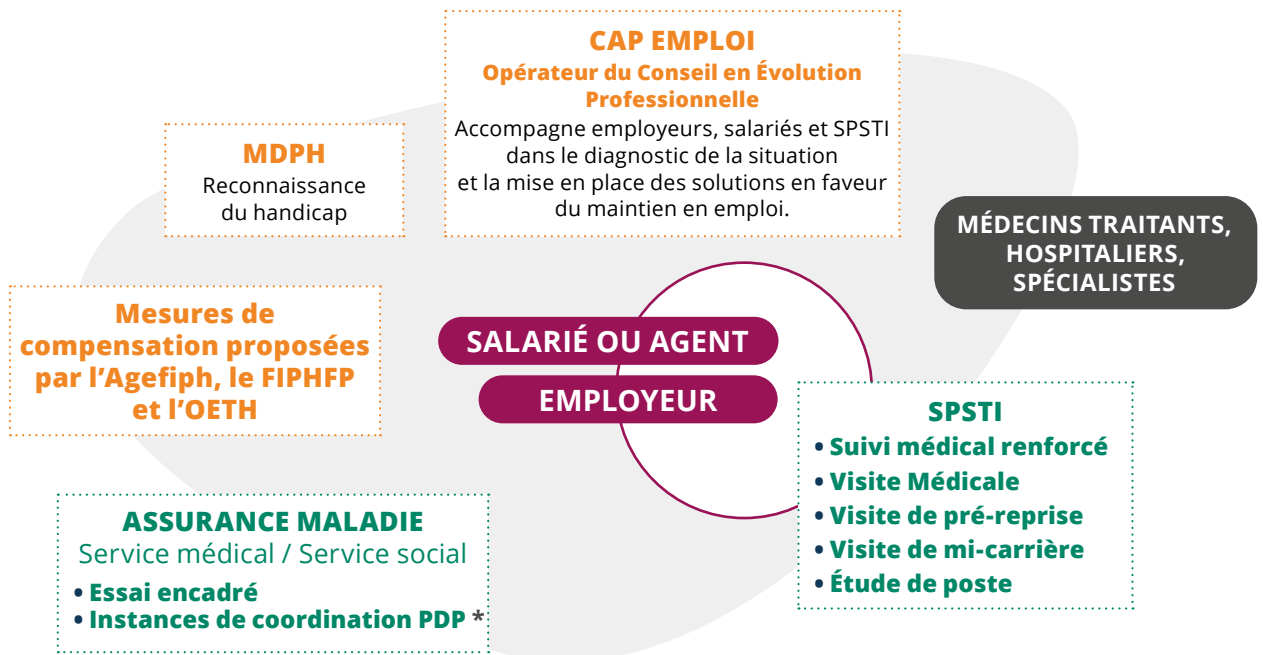 CAP EMPLOI
Opérateur du Conseil en Évolution
Professionnelle
Accompagne employeurs, salariés et SPSTI
dans le diagnostic de la situation
et la mise en place des solutions en faveur
du maintien en emploi.
MDPH
Reconnaissance
du handicap
MÉDECINS TRAITANTS,
HOSPITALIERS,
SPÉCIALISTES
Mesures de
compensation proposées
par l’Agefiph, le FIPHFP
et l’OETH
SALARIÉ OU AGENT
EMPLOYEUR
SPSTI
• Suivi médical renforcé
• Visite Médicale
• Visite de pré-reprise
• Visite de mi-carrière
• Étude de poste
ASSURANCE MALADIE
Service médical / Service social
• Essai encadré
• Instances de coordination PDP *